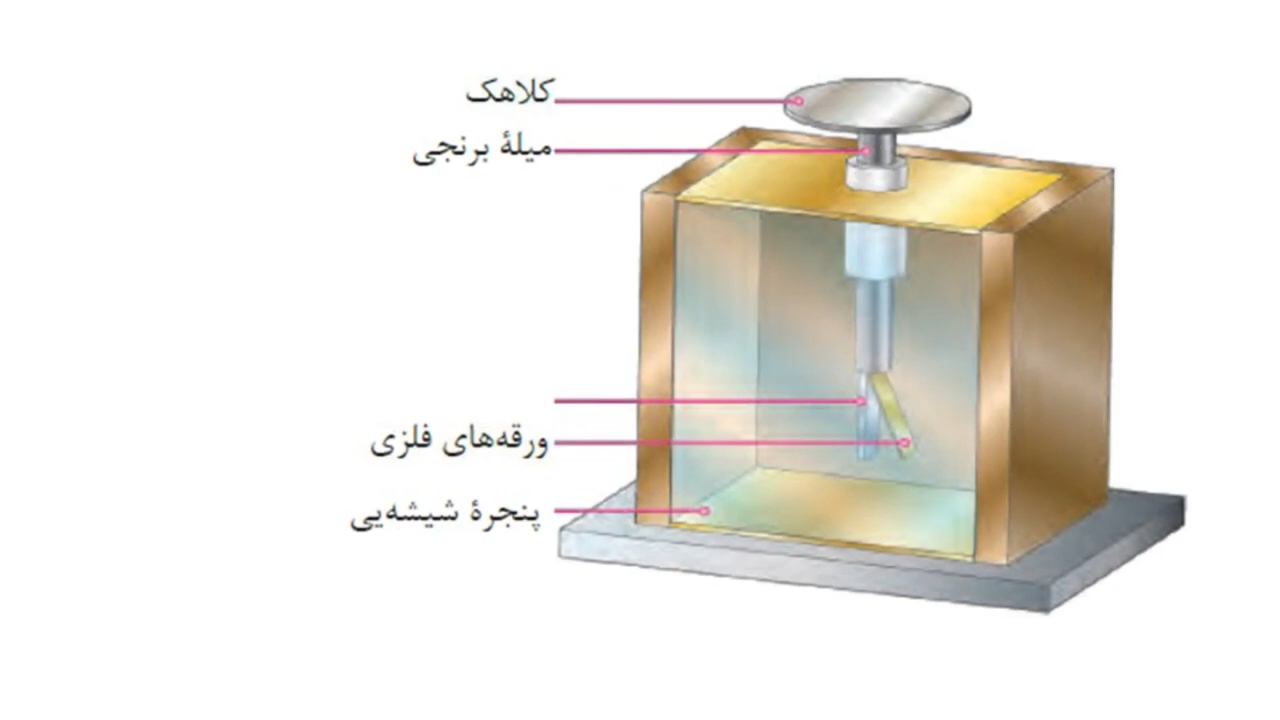 کلاهک
میلهٔ برنجی
ورقه‌های فلزی
پنجرهٔ شیشه‌یی